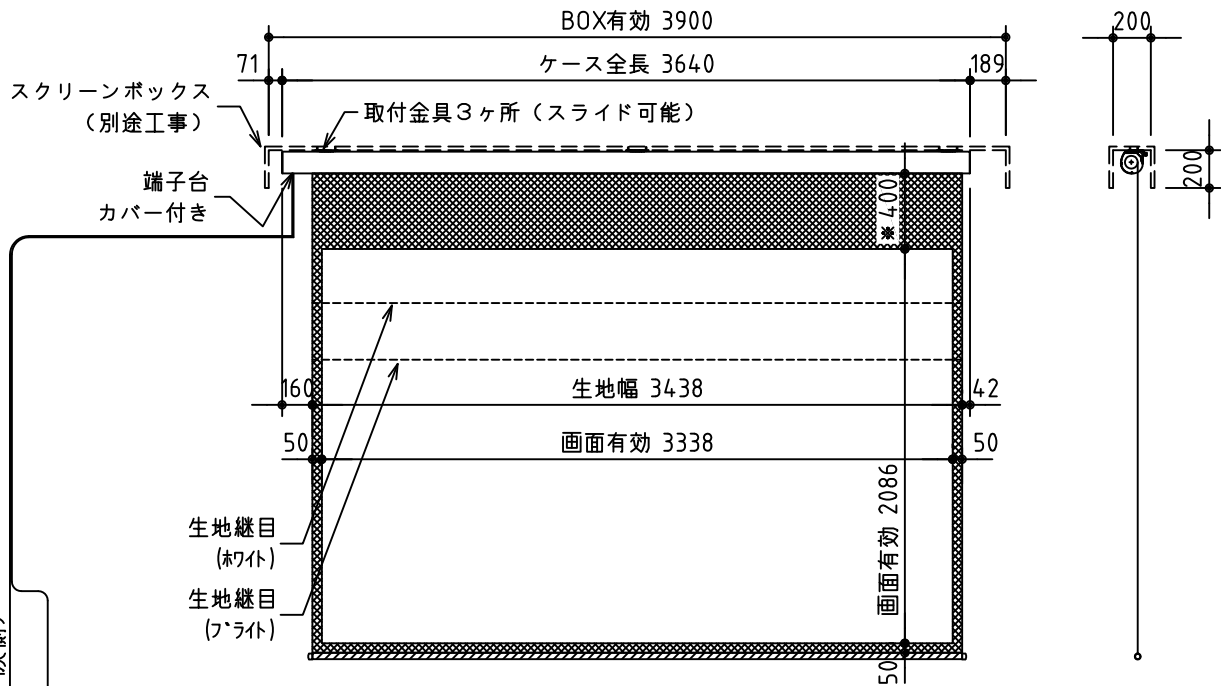 BOX有効 3900
200
71
ケース全長 3640
189
スクリーンボックス
（別途工事）
取付金具３ヶ所（スライド可能）
200
端子台
カバー付き
※ 400
160
生地幅 3438
42
50
画面有効 3338
50
画面有効 2086
生地継目
(ﾎﾜｲﾄ)
生地継目
(ﾌﾞﾗｲﾄ)
50